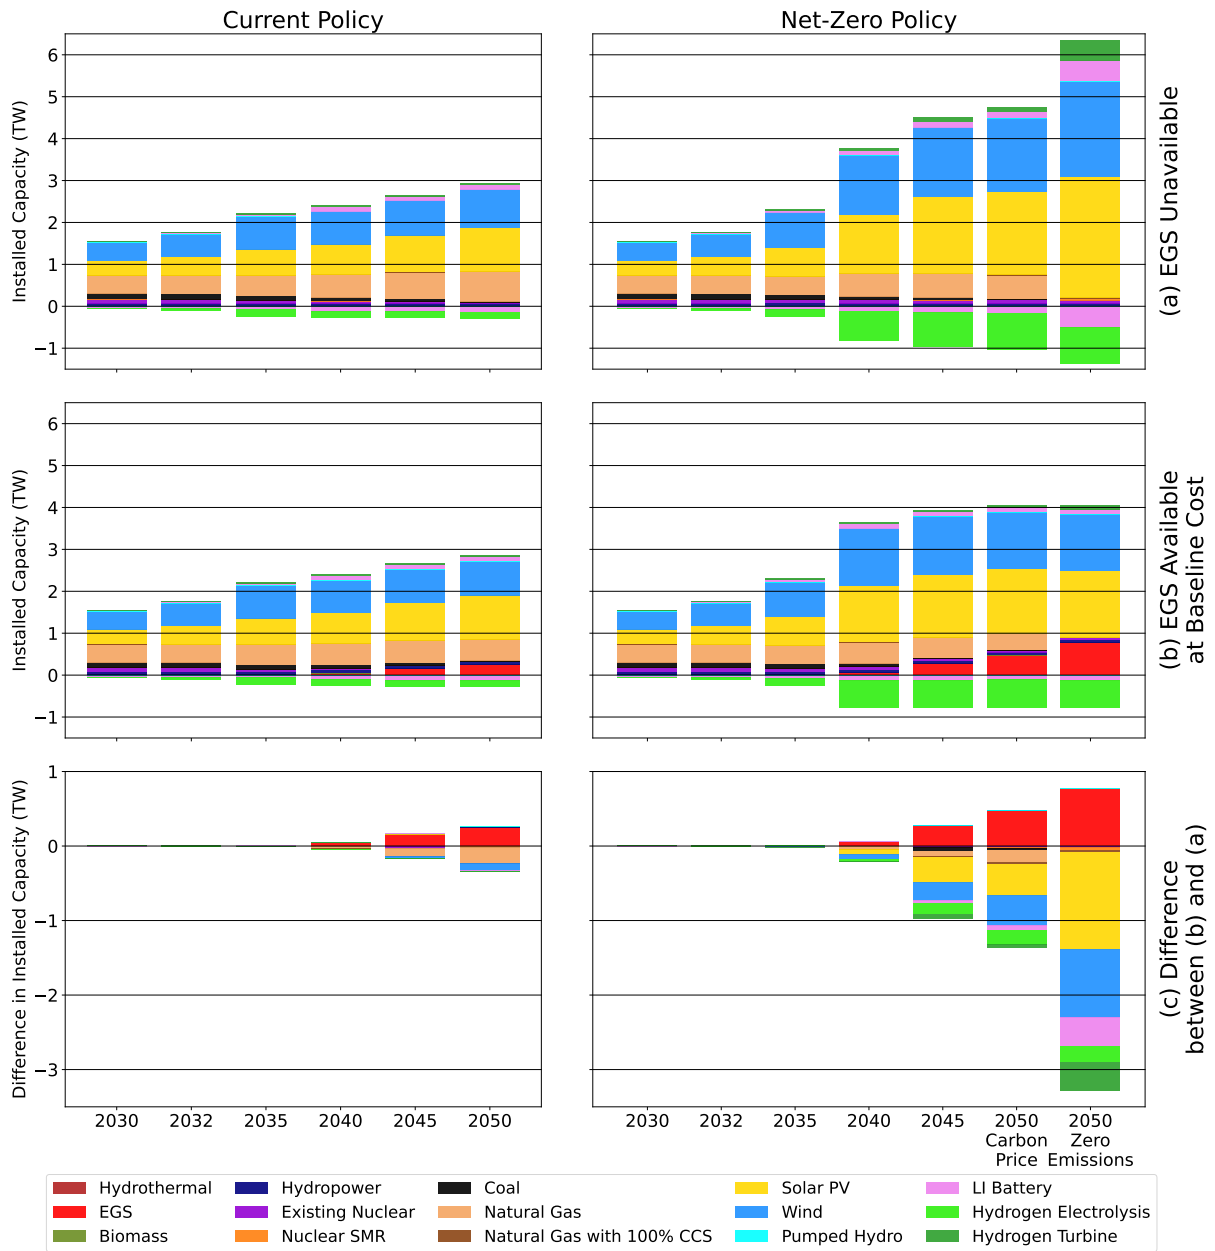 Current Policy
Net-Zero Policy
Installed Capacity (TW)
6
5
4
3
2
1
0
−1
2030 2032 2035 2040 2045 2050
2030 2032 2035 2040 2045 2050 2050
Carbon Zero
Price Emissions
(a) EGS Unavailable
Installed Capacity (TW)
6
5
4
3
2
1
0
−1
(b) EGS Available
at Baseline Cost
Difference in Installed Capacity (TW)
1
0
−1
−2
−3
(c) Difference
between (b) and (a)
Hydrothermal
EGS
Biomass
Hydropower
Existing Nuclear
Nuclear SMR
Coal
Natural Gas
Natural Gas with 100% CCS
Solar PV
Wind
Pumped Hydro
LI Battery
Hydrogen Electrolysis
Hydrogen Turbine